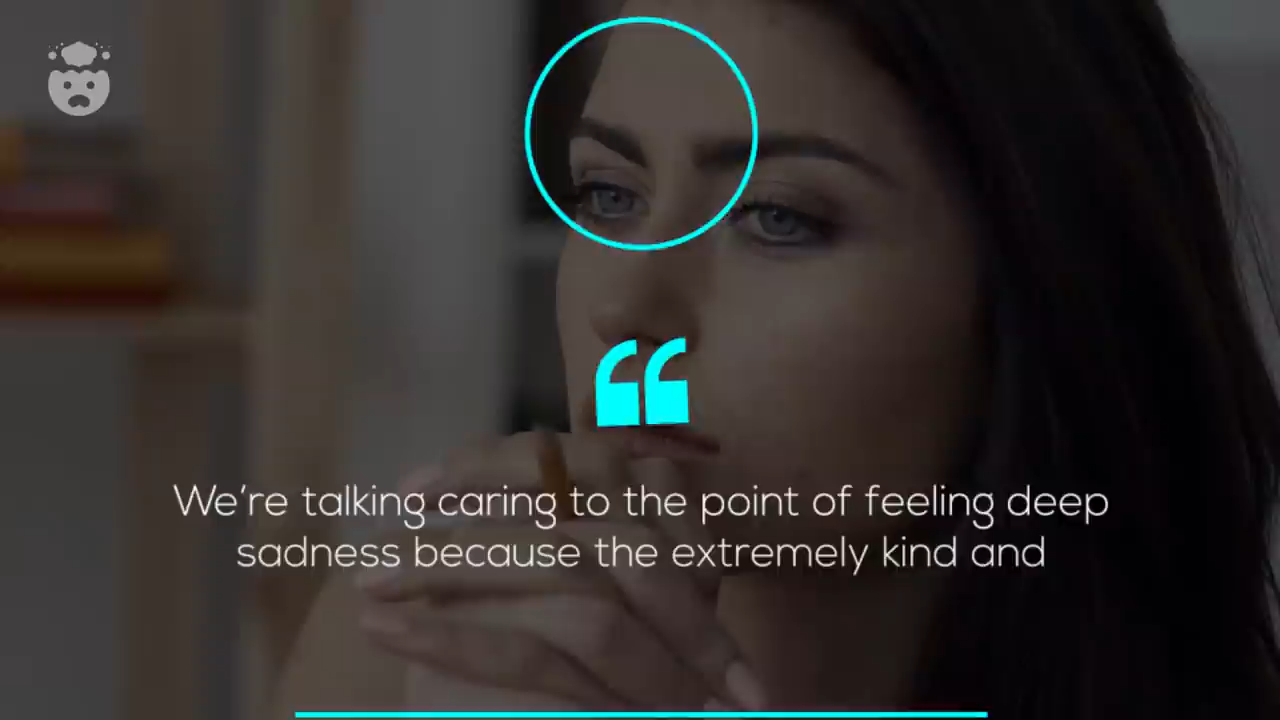 We’re talking caring to the point of feeling deep
sadness because the extremely kind and